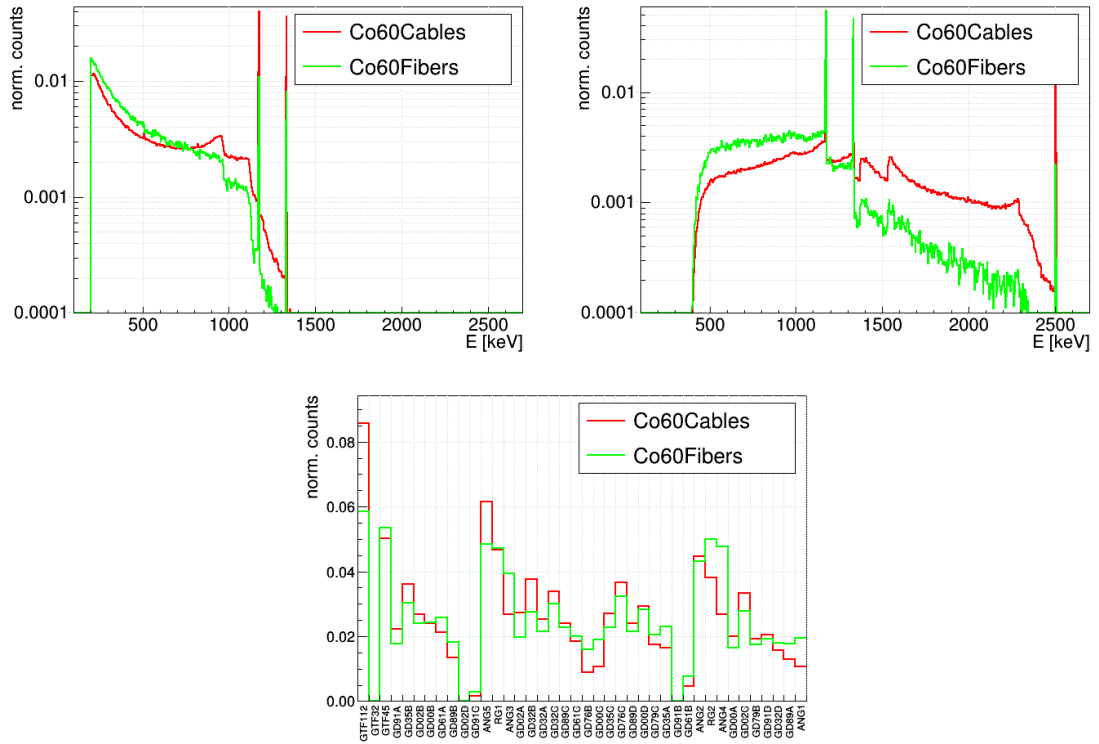 norm. counts
0.01
0.001
0.0001
Co60Cables
Co60Fibers
500
1000
1500
2000
2500
E [keV]
norm. counts
0.01
0.001
0.0001
Co60Cables
Co60Fibers
500
1000
1500
2000
2500
E [keV]
norm. counts
0.08
0.06
0.04
0.02
0.00
Co60Cables
Co60Fibers
GTF112
GTF32
GTF45
GD91A
GD35B
GD02B
GD00B
GD61A
GD89B
GD02D
GD91C
ANG5
RG1
ANG3
GD02A
GD32B
GD32A
GD32C
GD89C
GD61C
GD76B
GD00C
GD35C
GD76C
GD89D
GD00D
GD79C
GD35A
GD91B
GD61B
ANG2
RG2
ANG4
GD00A
GD02C
GD79B
GD91D
GD32D
GD89A
ANG1